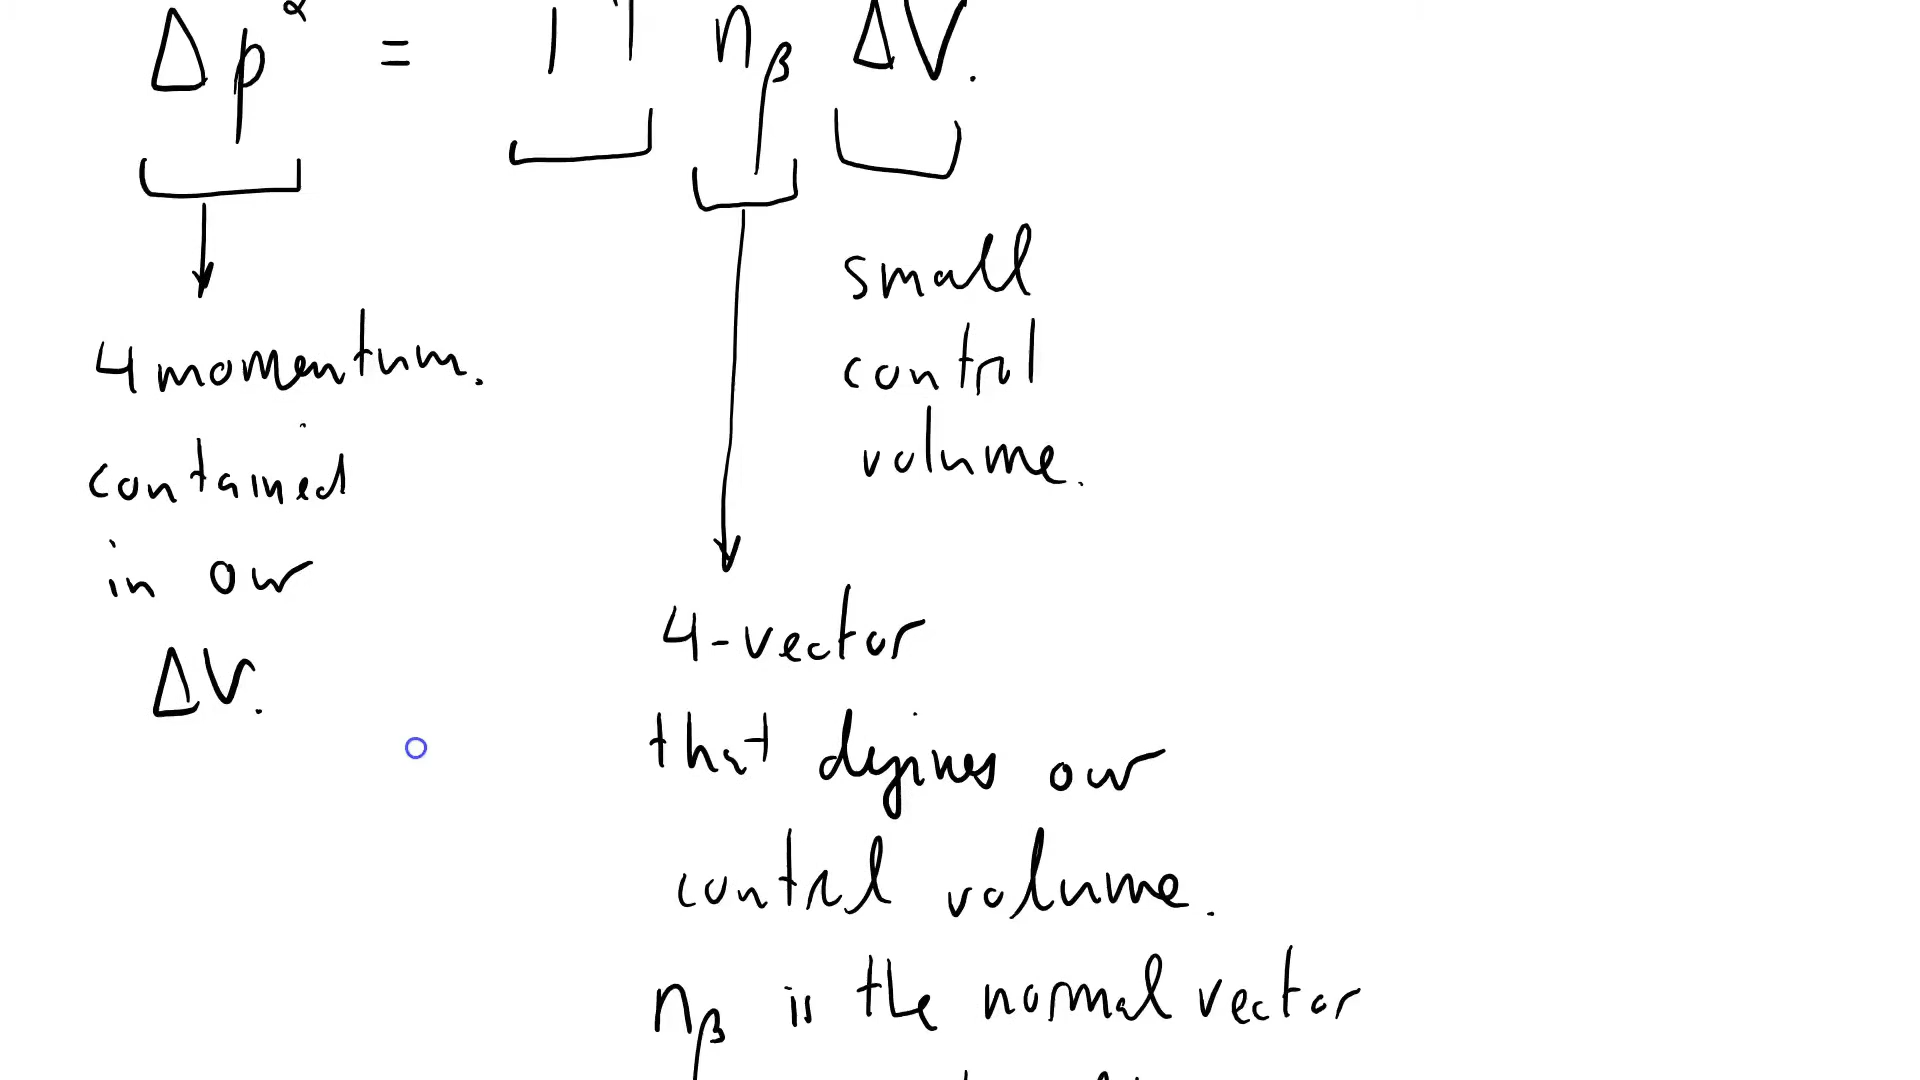 Δp^α = n_β ΔV.
small
control
volume.
4 momentum.
contained
in our
ΔV.
4-vector
that defines our
control volume.
n_β is the normal vector